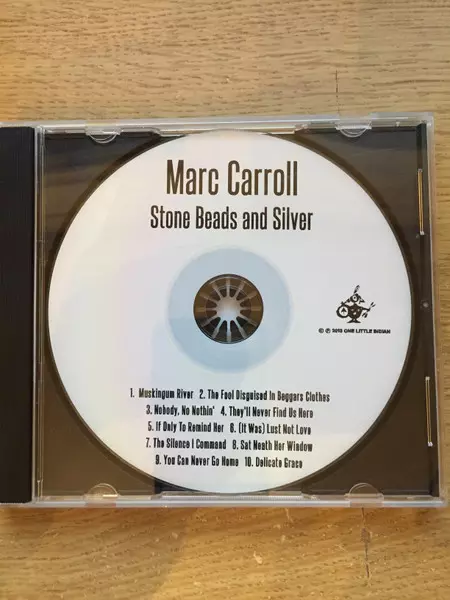 Marc Carroll
Stone Beads and Silver
© ℗ 2013 ONE LITTLE INDIAN
1. Muskingum River 2. The Fool Disguised In Beggars Clothes
3. Nobody, No Nothin' 4. They'll Never Find Us Here
5. If Only To Remind Her 6. (It Was) Lust Not Love
7. The Silence I Command 8. Sat Neath Her Window
9. You Can Never Go Home 10. Delicate Grace